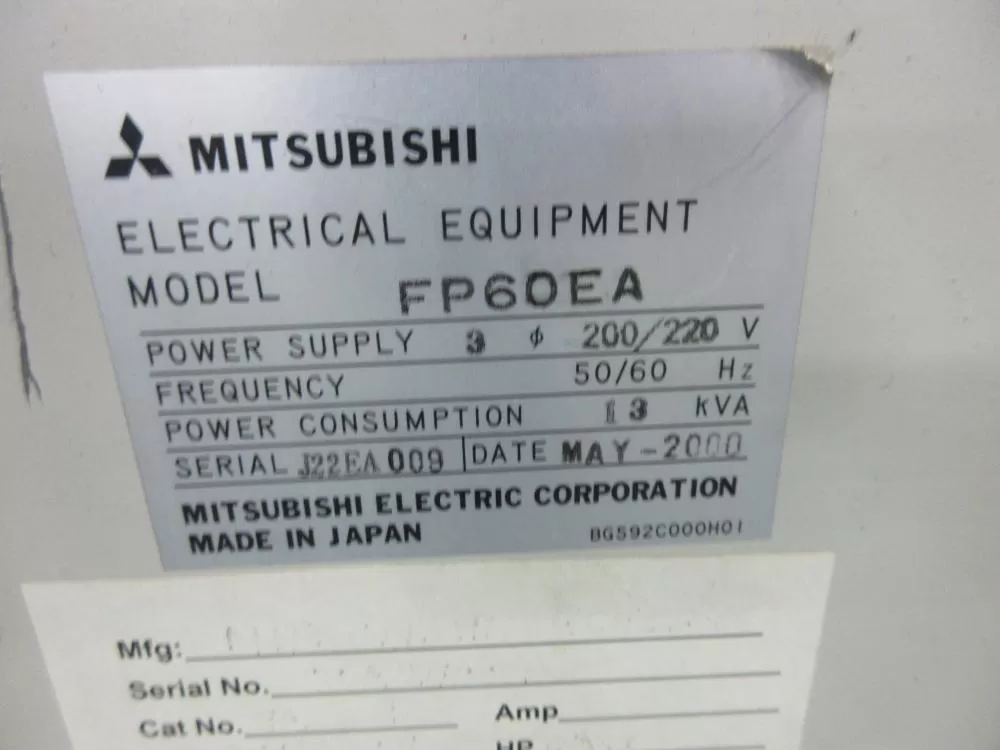 MITSUBISHI
ELECTRICAL EQUIPMENT
MODEL FP60EA
POWER SUPPLY 3 φ 200/220 V
FREQUENCY 50/60 Hz
POWER CONSUMPTION 13 kVA
SERIAL J22EA009 DATE MAY-2000
MITSUBISHI ELECTRIC CORPORATION
MADE IN JAPAN BG592C000H01
Mfg:
Serial No.
Cat No. Amp
HP